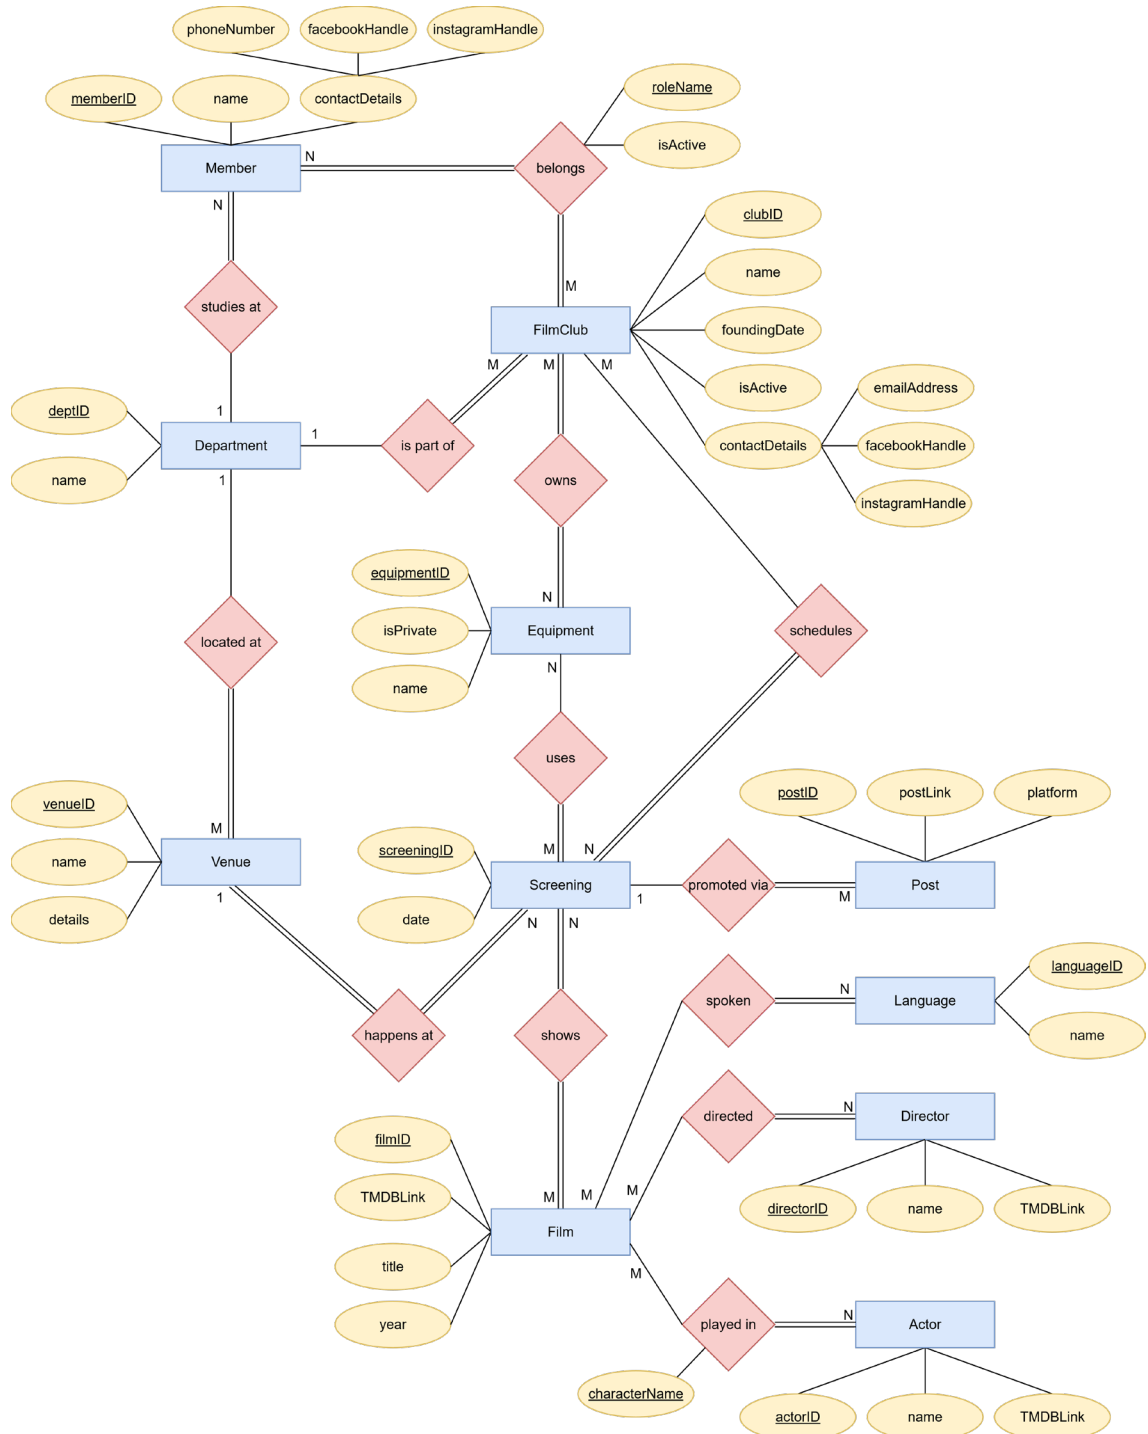 phoneNumber
facebookHandle
instagramHandle
memberID
name
contactDetails
roleName
isActive
Member
N
belongs
N
M
clubID
name
foundingDate
isActive
contactDetails
emailAddress
facebookHandle
instagramHandle
studies at
FilmClub
M
M
M
deptID
name
1
Department
1
1
is part of
owns
equipmentID
isPrivate
name
N
Equipment
N
schedules
located at
uses
venueID
name
details
M
Venue
1
screeningID
date
M
N
Screening
N
N
1
promoted via
M
postID
postLink
platform
Post
happens at
shows
spoken
N
Language
languageID
name
directed
N
Director
directorID
name
TMDBLink
filmID
TMDBLink
title
year
M
M
M
Film
M
played in
characterName
N
Actor
actorID
name
TMDBLink